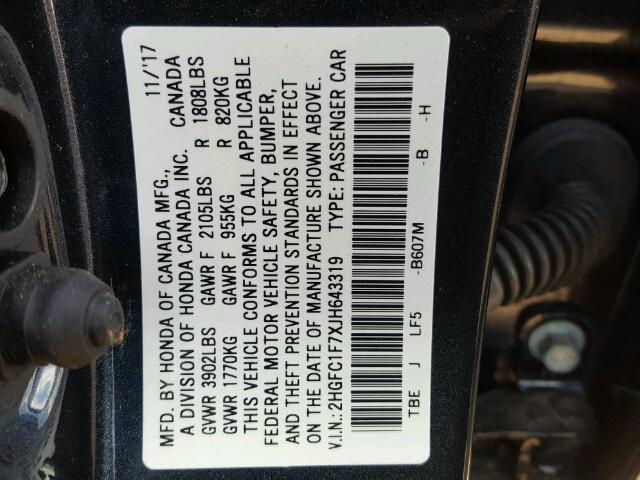 MFD. BY HONDA OF CANADA MFG., 11/'17
A DIVISION OF HONDA CANADA INC. CANADA
GVWR 3902LBS GAWR F 2105LBS R 1808LBS
GVWR 1770KG GAWR F 955KG R 820KG
THIS VEHICLE CONFORMS TO ALL APPLICABLE
FEDERAL MOTOR VEHICLE SAFETY, BUMPER,
AND THEFT PREVENTION STANDARDS IN EFFECT
ON THE DATE OF MANUFACTURE SHOWN ABOVE.
V.I.N.: 2HGFC1F7XJH643319 TYPE: PASSENGER CAR
TBE J LF5 -B607M -B -H